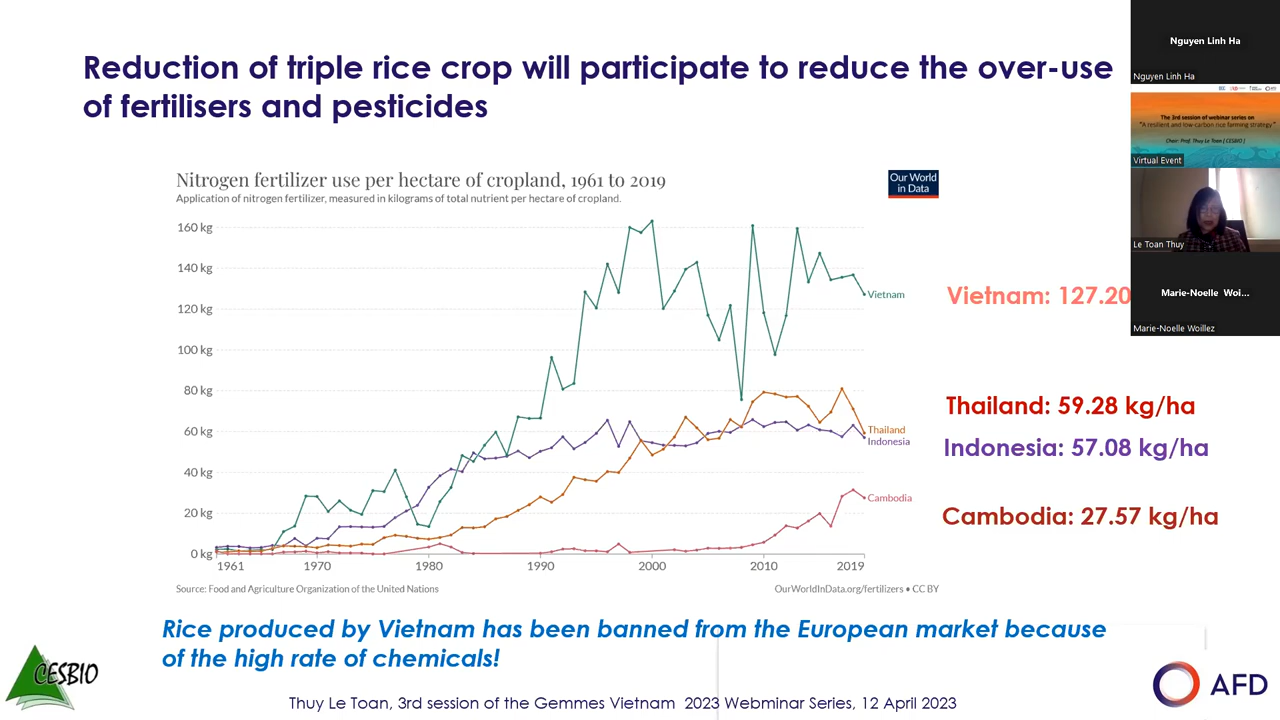 Reduction of triple rice crop will participate to reduce the over-use
of fertilisers and pesticides
Nitrogen fertilizer use per hectare of cropland, 1961 to 2019
Application of nitrogen fertilizer, measured in kilograms of total nutrient per hectare of cropland.
Our World
in Data
160 kg
140 kg
120 kg
100 kg
80 kg
60 kg
40 kg
20 kg
0 kg
1961
1970
1980
1990
2000
2010
2019
Vietnam
Thailand
Indonesia
Cambodia
Vietnam: 127.20
Thailand: 59.28 kg/ha
Indonesia: 57.08 kg/ha
Cambodia: 27.57 kg/ha
Source: Food and Agriculture Organization of the United Nations
OurWorldInData.org/fertilizers • CC BY
Rice produced by Vietnam has been banned from the European market because
of the high rate of chemicals!
CESBIO
AFD
Thuy Le Toan, 3rd session of the Gemmes Vietnam 2023 Webminar Series, 12 April 2023
Nguyen Linh Ha
Nguyen Linh Ha
The 3rd session of webinar series on
"A resilient and low-carbon rice farming strategy"
Chair: Prof. Thuy Le Toan ( CESBIO )
Virtual Event
Le Toan Thuy
Marie-Noelle Woi...
Marie-Noelle Woillez